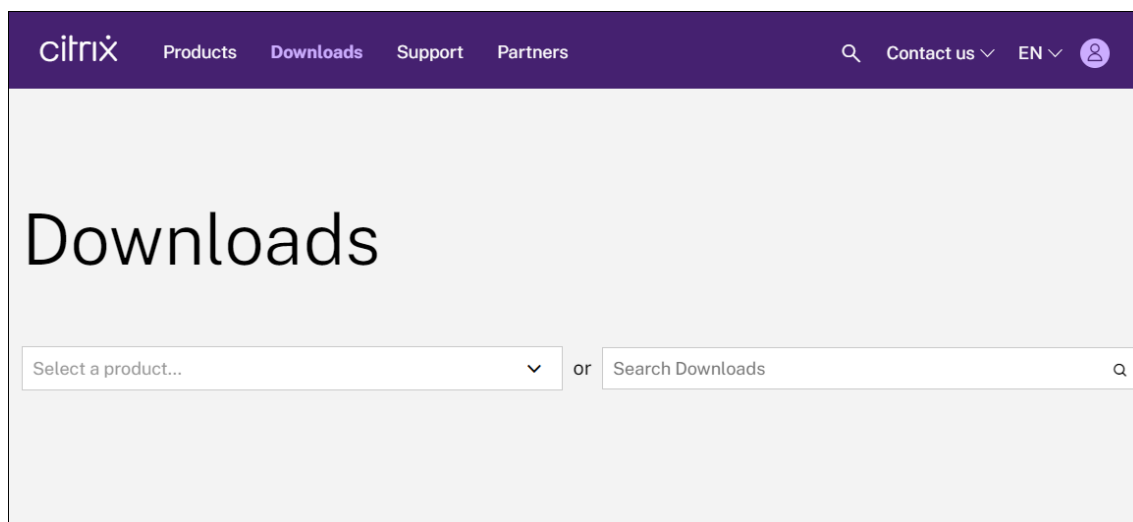 citrix Products Downloads Support Partners Contact us EN
Downloads
Select a product... or Search Downloads